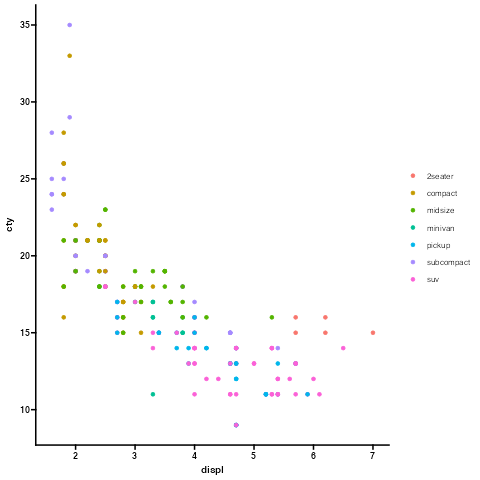 35
30
25
20
15
10
cty
2
3
4
5
6
7
displ
2seater
compact
midsize
minivan
pickup
subcompact
suv